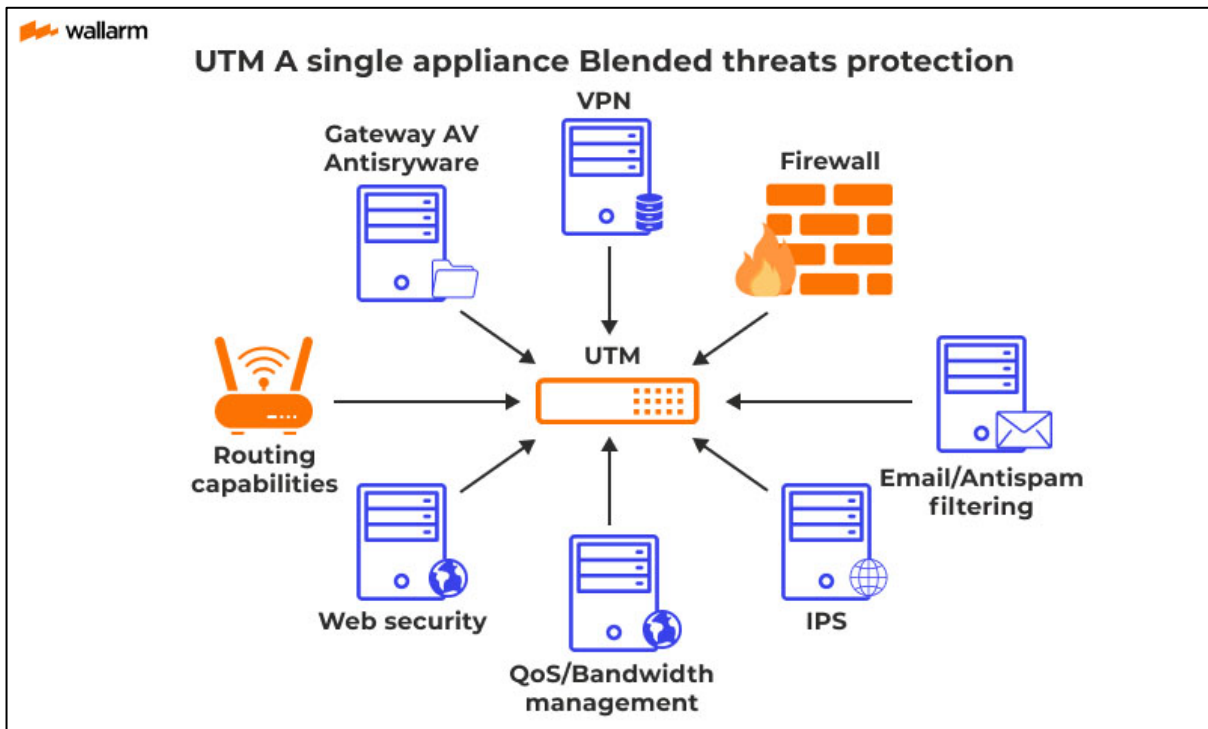 wallarm
UTM A single appliance Blended threats protection
VPN
Gateway AV
Antisryware
Firewall
UTM
Routing
capabilities
Email/Antispam
filtering
Web security
IPS
QoS/Bandwidth
management